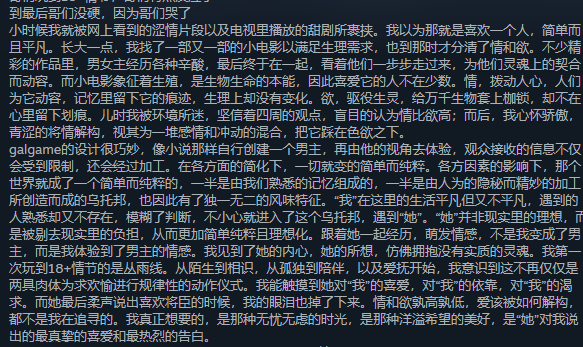 到最后哥们没硬，因为哥们哭了
小时候我就被网上看到的涩情片段以及电视里播放的甜剧所裹挟。我以为那就是喜欢一个人，简单而
且平凡。长大一点，我找了一部又一部的小电影以满足生理需求，也到那时才分清了情和欲。不少精
彩的作品里，男女主经历各种辛酸，最后终于在一起，看着他们一步步走过来，为他们灵魂上的契合
而动容。而小电影象征着生殖，是生物生命的本能，因此喜爱它的人不在少数。情，拨动人心，人们
为它动容，记忆里留下它的痕迹，生理上却没有变化。欲，驱役生灵，给万千生物套上枷锁，却不在
心里留下划痕。儿时我被环境所迷，坚信着四周的观点，盲目的认为情比欲高；而后，我心怀骄傲，
青涩的将情解构，视其为一堆感情和冲动的混合，把它踩在色欲之下。
galgame的设计很巧妙，像小说那样自行创建一个男主，再由他的视角去体验，观众接收的信息不仅
会受到限制，还会经过加工。在各方面的简化下，一切就变的简单而纯粹。各方因素的影响下，那个
世界就成了一个简单而纯粹的，一半是由我们熟悉的记忆组成的，一半是由人为的隐秘而精妙的加工
所创造而成的乌托邦，也因此有了独一无二的风味特征。“我”在这里的生活平凡但又不平凡，遇到的
人熟悉却又不存在，模糊了判断，不小心就进入了这个乌托邦，遇到“她”。“她”并非现实里的理想，而
是被剔去现实里的负担，从而更加简单纯粹且理想化。跟着她一起经历，萌发情感，不是我变成了男
主，而是我体验到了男主的情感。我见到了她的内心，她的所想，仿佛拥抱没有实质的灵魂。我第一
次玩到18+情节的是丛雨线。从陌生到相识，从孤独到陪伴，以及爱抚开始，我意识到这不再仅仅是
两具肉体为求欢愉进行规律性的动作仪式。我能触摸到她对“我”的喜爱，对“我”的依靠，对“我”的渴
求。而她最后柔声说出喜欢将臣的时候，我的眼泪也掉了下来。情和欲孰高孰低，爱该被如何解构，
都不是我在追寻的。我真正想要的，是那种无忧无虑的时光，是那种洋溢希望的美好，是“她”对我说
出的最真挚的喜爱和最热烈的告白。